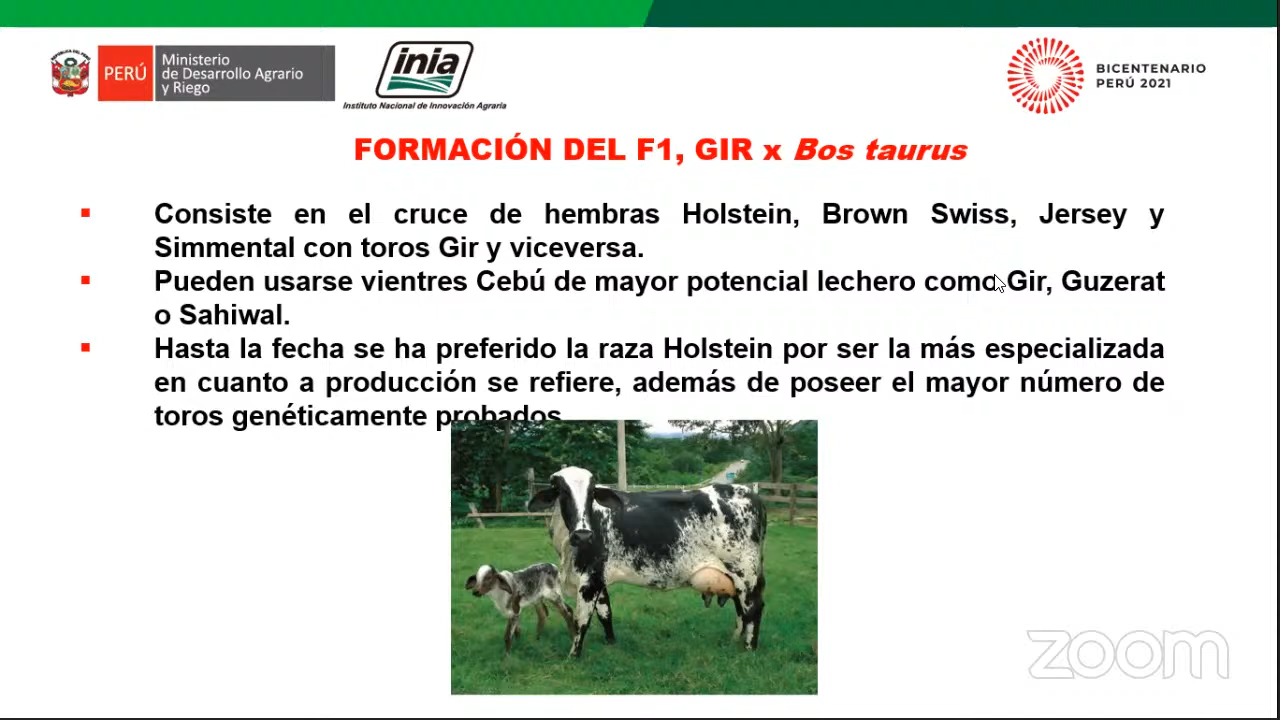 PERÚ
Ministerio
de Desarrollo Agrario
y Riego
inia
Instituto Nacional de Innovación Agraria
BICENTENARIO
PERÚ 2021
FORMACIÓN DEL F1, GIR x Bos taurus
Consiste en el cruce de hembras Holstein, Brown Swiss, Jersey y
Simmental con toros Gir y viceversa.
Pueden usarse vientres Cebú de mayor potencial lechero como Gir, Guzerat
o Sahiwal.
Hasta la fecha se ha preferido la raza Holstein por ser la más especializada
en cuanto a producción se refiere, además de poseer el mayor número de
toros genéticamente probados
zoom